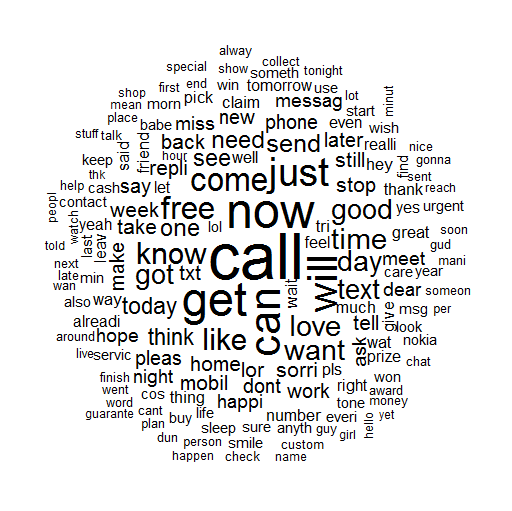 alway
special show collect
someth tonight
shop first end win tomorrow use
mean morn pick claim messag lot minut
place new start
babe miss phone even wish
stuff talk back need send later realli nice
said friend
keep hour see well still hey find gonna
thk repli come just sent
help cash say let stop thank reach
contact week free now good yes urgent
peopl watch yeah take one lol tri great soon
told last leav make know call feel time gud
next got txt will day meet mani
late min wait care year
wan get can text dear someon
also way today much give msg per
alreadi love tell look
around hope think like want ask wat nokia
live servic pleas home lor sorri pls prize chat
finish night mobil dont work right won
went cos thing happi award
word cant life number everi tone money
guarante plan buy sleep sure anyth guy girl hello yet
dun person smile custom
happen check name